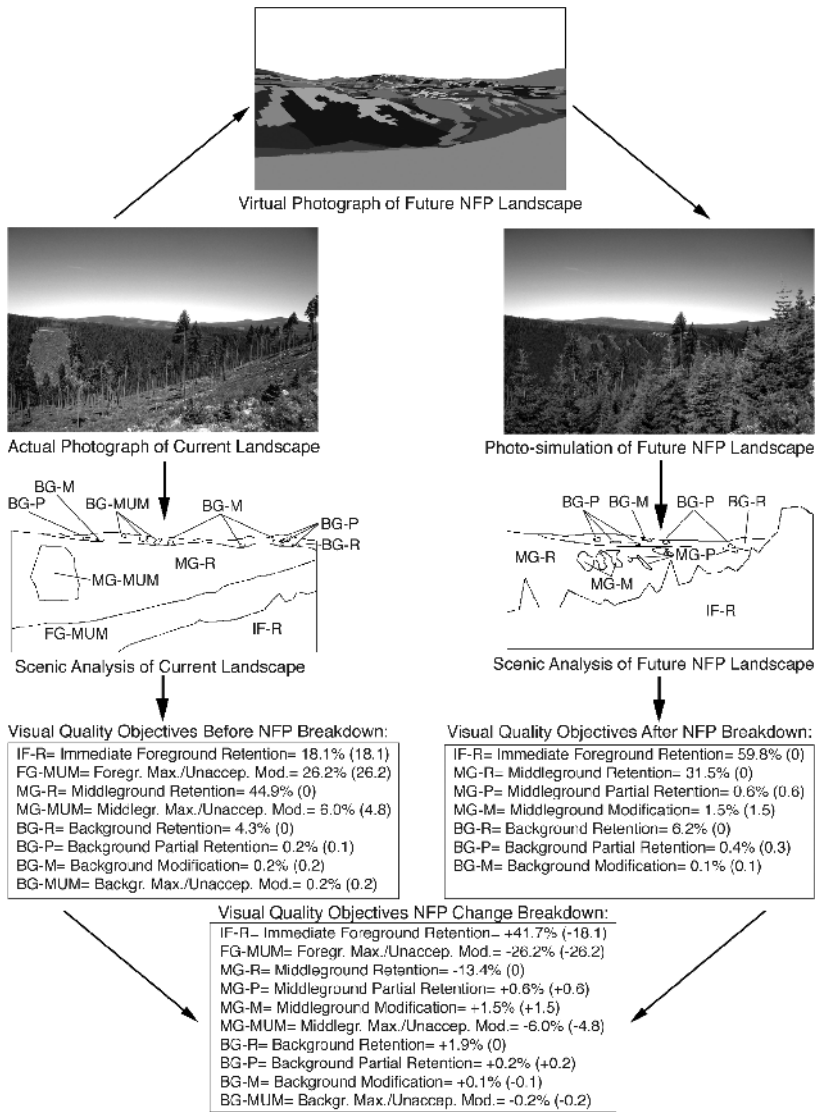 Virtual Photograph of Future NFP Landscape
Actual Photograph of Current Landscape
Photo-simulation of Future NFP Landscape
BG-M
BG-P
BG-MUM
BG-M
BG-P
BG-R
MG-R
MG-MUM
FG-MUM
IF-R
Scenic Analysis of Current Landscape
BG-P
BG-M
BG-P
BG-R
MG-R
MG-P
MG-M
IF-R
Scenic Analysis of Future NFP Landscape
Visual Quality Objectives Before NFP Breakdown:
IF-R= Immediate Foreground Retention= 18.1% (18.1)
FG-MUM= Foregr. Max./Unaccep. Mod.= 26.2% (26.2)
MG-R= Middleground Retention= 44.9% (0)
MG-MUM= Middlegr. Max./Unaccep. Mod.= 6.0% (4.8)
BG-R= Background Retention= 4.3% (0)
BG-P= Background Partial Retention= 0.2% (0.1)
BG-M= Background Modification= 0.2% (0.2)
BG-MUM= Backgr. Max./Unaccep. Mod.= 0.2% (0.2)
Visual Quality Objectives After NFP Breakdown:
IF-R= Immediate Foreground Retention= 59.8% (0)
MG-R= Middleground Retention= 31.5% (0)
MG-P= Middleground Partial Retention= 0.6% (0.6)
MG-M= Middleground Modification= 1.5% (1.5)
BG-R= Background Retention= 6.2% (0)
BG-P= Background Partial Retention= 0.4% (0.3)
BG-M= Background Modification= 0.1% (0.1)
Visual Quality Objectives NFP Change Breakdown:
IF-R= Immediate Foreground Retention= +41.7% (-18.1)
FG-MUM= Foregr. Max./Unaccep. Mod.= -26.2% (-26.2)
MG-R= Middleground Retention= -13.4% (0)
MG-P= Middleground Partial Retention= +0.6% (+0.6)
MG-M= Middleground Modification= +1.5% (+1.5)
MG-MUM= Middlegr. Max./Unaccep. Mod.= -6.0% (-4.8)
BG-R= Background Retention= +1.9% (0)
BG-P= Background Partial Retention= +0.2% (+0.2)
BG-M= Background Modification= +0.1% (-0.1)
BG-MUM= Backgr. Max./Unaccep. Mod.= -0.2% (-0.2)